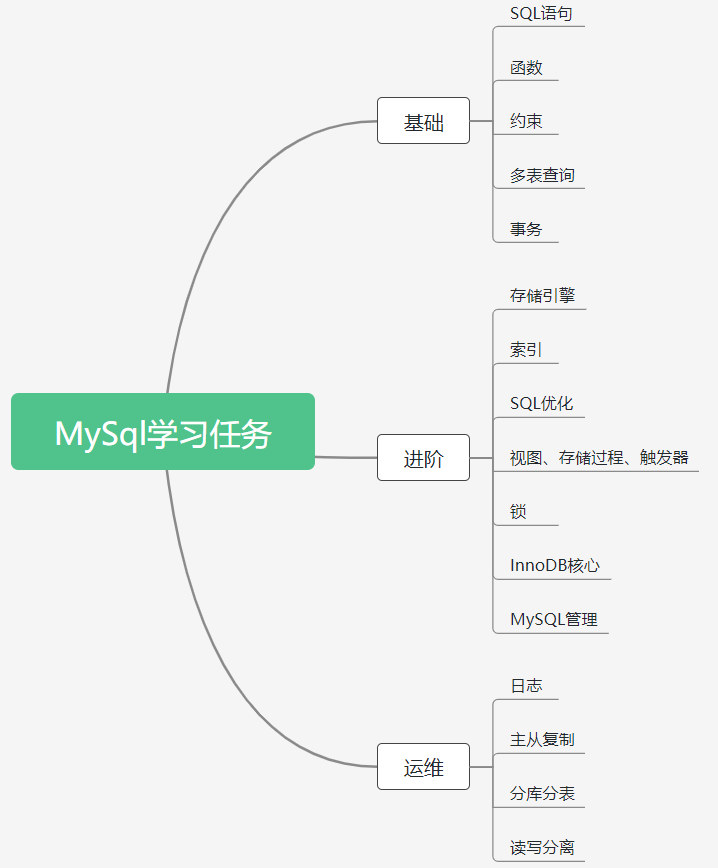 MySql学习任务
基础
SQL语句
函数
约束
多表查询
事务
进阶
存储引擎
索引
SQL优化
视图、存储过程、触发器
锁
InnoDB核心
MySQL管理
运维
日志
主从复制
分库分表
读写分离